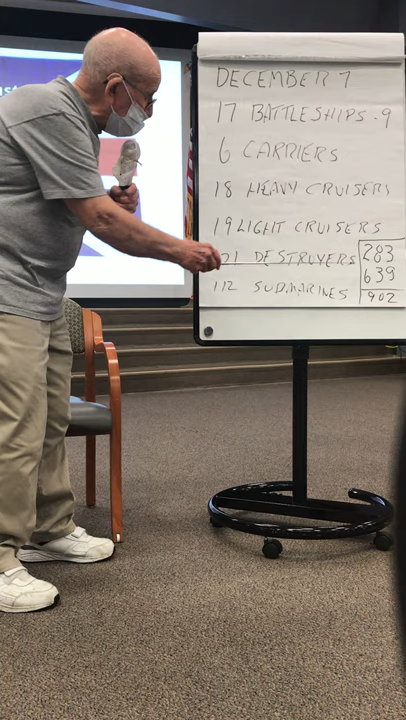 DECEMBER 7
17 BATTLESHIPS . 9
6 CARRIERS
18 HEAVY CRUISERS
19 LIGHT CRUISERS
21 DESTROYERS 283
639
112 SUBMARINES 902